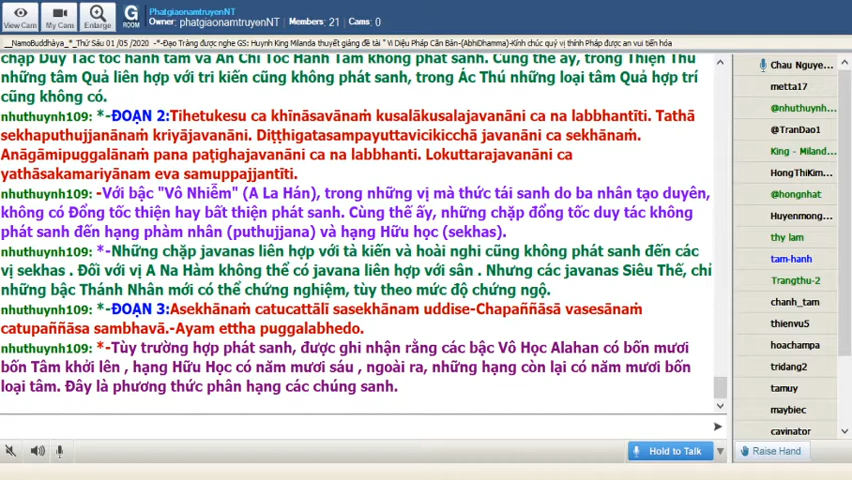 PhatgiaonamtruyenNT
Owner: phatgiaonamtruyenNT Members: 21 Cams: 0
View Cam
My Cams
Enlarge
G
ROOM
__NamoBuddhàya_*_Thứ Sáu 01 /05 /2020 -*-Đạo Tràng được nghe GS: Huynh King Milanda thuyết giảng đề tài " Vi Diệu Pháp Căn Bản-(AbhiDhamma)-Kính chúc quý vị thính Pháp được an vui tiến hóa
chập Duy Tác tốc hành tâm và Án Chỉ Tốc Hành Tâm không phát sanh. Cũng thế ấy, trong Thiện Thú
những tâm Quả liên hợp với tri kiến cũng không phát sanh, trong Ác Thú những loại tâm Quả hợp trí
cũng không có.
nhuthuynh109: *-ĐOẠN 2:Tihetukesu ca khīnāsavānaṁ kusalākusalajavanāni ca na labbhantīti. Tathā
sekhaputhujjanānaṁ kriyājavanāni. Diṭṭhigatasampayuttavicikicchā javanāni ca sekhānaṁ.
Anāgāmipuggalānaṁ pana paṭighajavanāni ca na labbhanti. Lokuttarajavanāni ca
yathāsakamariyānaṁ eva samuppajjantīti.
nhuthuynh109: -Với bậc "Vô Nhiễm" (A La Hán), trong những vị mà thức tái sanh do ba nhân tạo duyên,
không có Đổng tốc thiện hay bất thiện phát sanh. Cùng thế ấy, những chặp đổng tốc duy tác không
phát sanh đến hạng phàm nhân (puthujjana) và hạng Hữu học (sekhas).
nhuthuynh109: *-Những chặp javanas liên hợp với tà kiến và hoài nghi cũng không phát sanh đến các
vị sekhas . Đối với vị A Na Hàm không thể có javana liên hợp với sân . Nhưng các javanas Siêu Thế, chỉ
những bậc Thánh Nhân mới có thể chứng nghiệm, tùy theo mức độ chứng ngộ.
nhuthuynh109: *-ĐOẠN 3:Asekhānaṁ catucattālī sasekhānaṁ uddise-Chapaññāsā vasesānaṁ
catupaññāsa sambhavā.-Ayam ettha puggalabhedo.
nhuthuynh109: *-Tùy trường hợp phát sanh, được ghi nhận rằng các bậc Vô Học Alahan có bốn mươi
bốn Tâm khởi lên , hạng Hữu Học có năm mươi sáu , ngoài ra, những hạng còn lại có năm mươi bốn
loại tâm. Đây là phương thức phân hạng các chúng sanh.
Chau Nguye...
metta17
@nhuthuynh...
@TranDao1
King - Miland...
HongThiKim...
@hongnhat
Huyenmong...
thy lam
tam-hanh
Trangthu-2
chanh_tam
thienvu5
hoachampa
tridang2
tamuy
maybiec
cavinator
Hold to Talk
Raise Hand